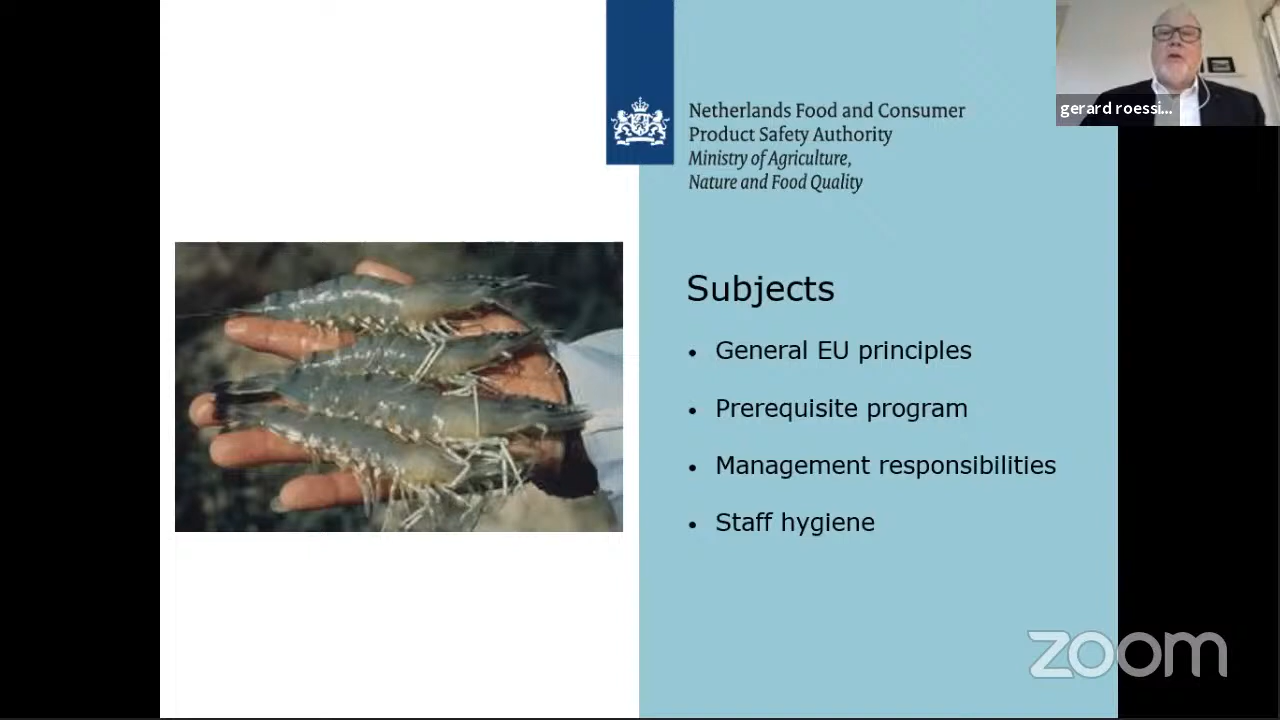 Netherlands Food and Consumer
Product Safety Authority
Ministry of Agriculture,
Nature and Food Quality
gerard roessi...
Subjects
• General EU principles
• Prerequisite program
• Management responsibilities
• Staff hygiene
zoom